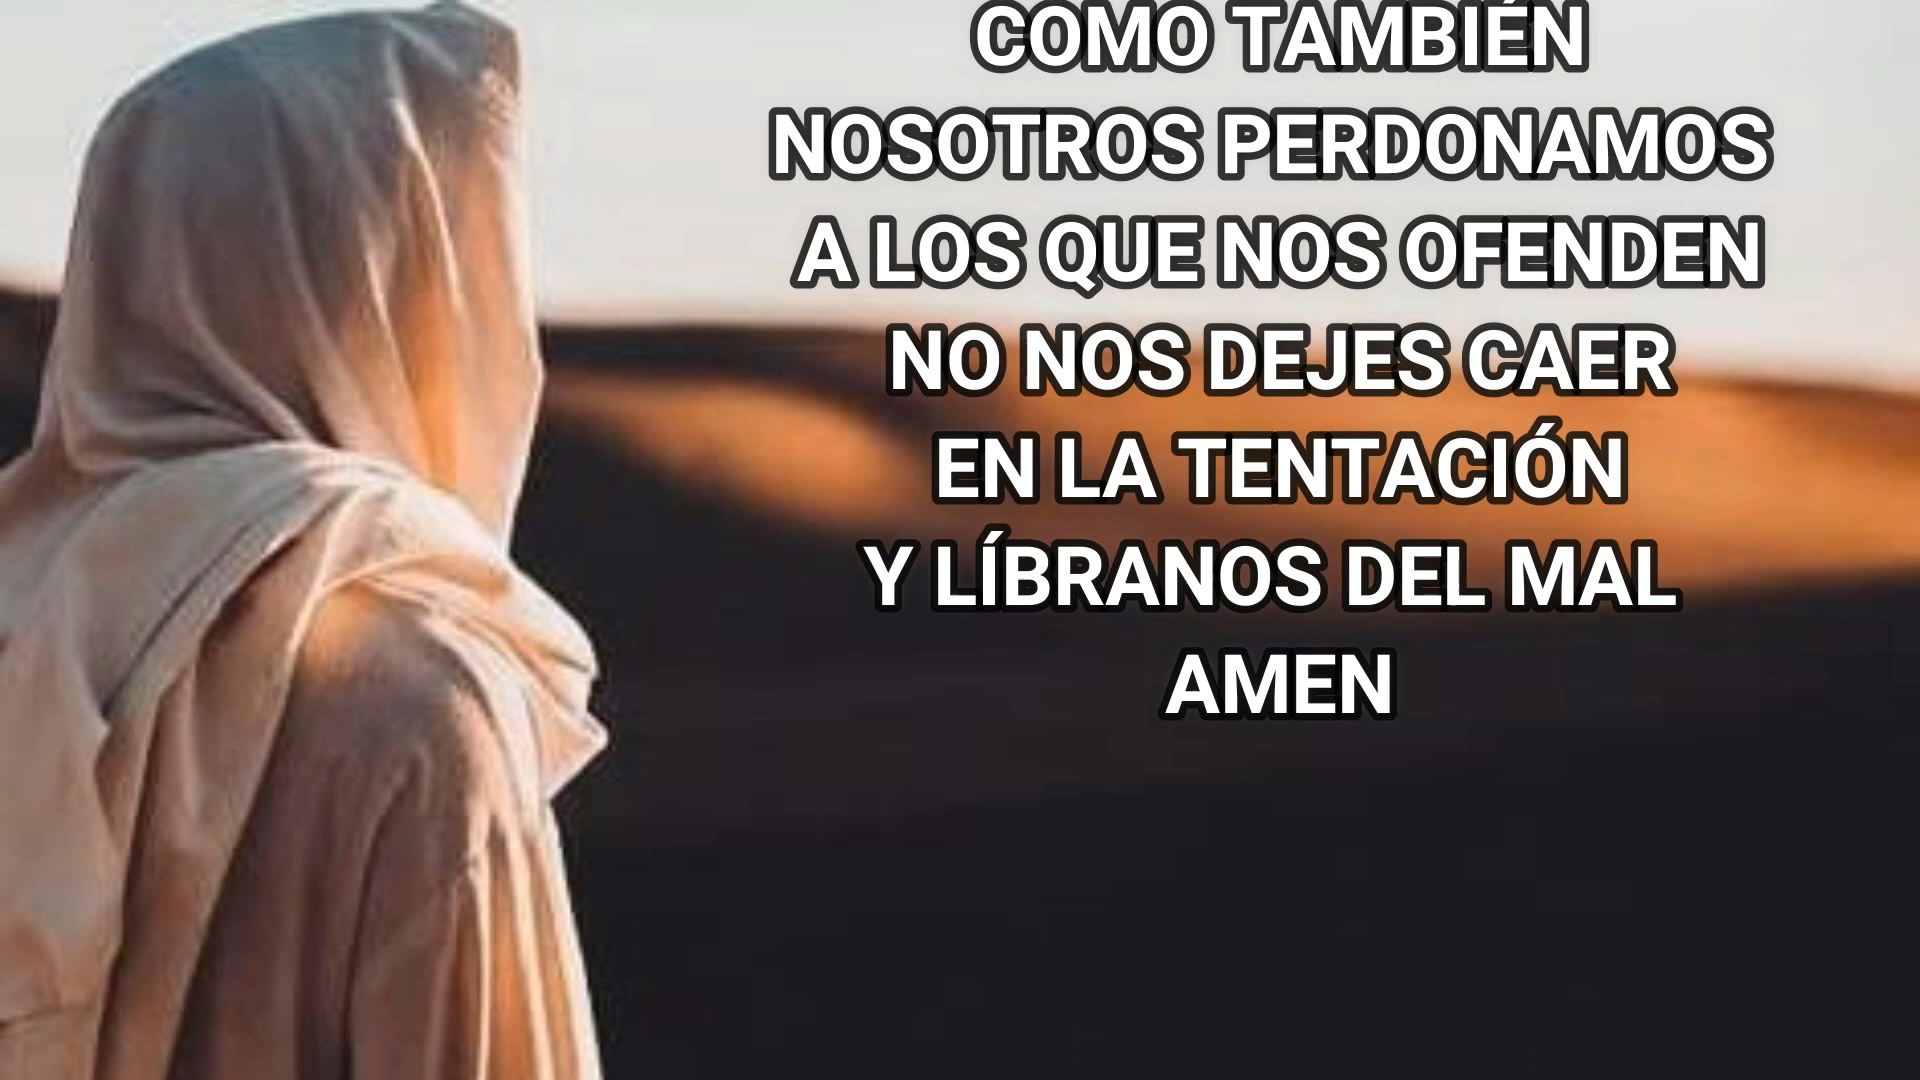 COMO TAMBIÉN
NOSOTROS PERDONAMOS
A LOS QUE NOS OFENDEN
NO NOS DEJES CAER
EN LA TENTACIÓN
Y LÍBRANOS DEL MAL
AMEN